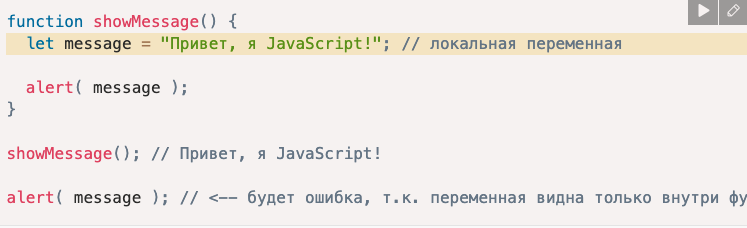 function showMessage() {
  let message = "Привет, я JavaScript!"; // локальная переменная
  alert( message );
}
showMessage(); // Привет, я JavaScript!
alert( message ); // <-- будет ошибка, т.к. переменная видна только внутри фу